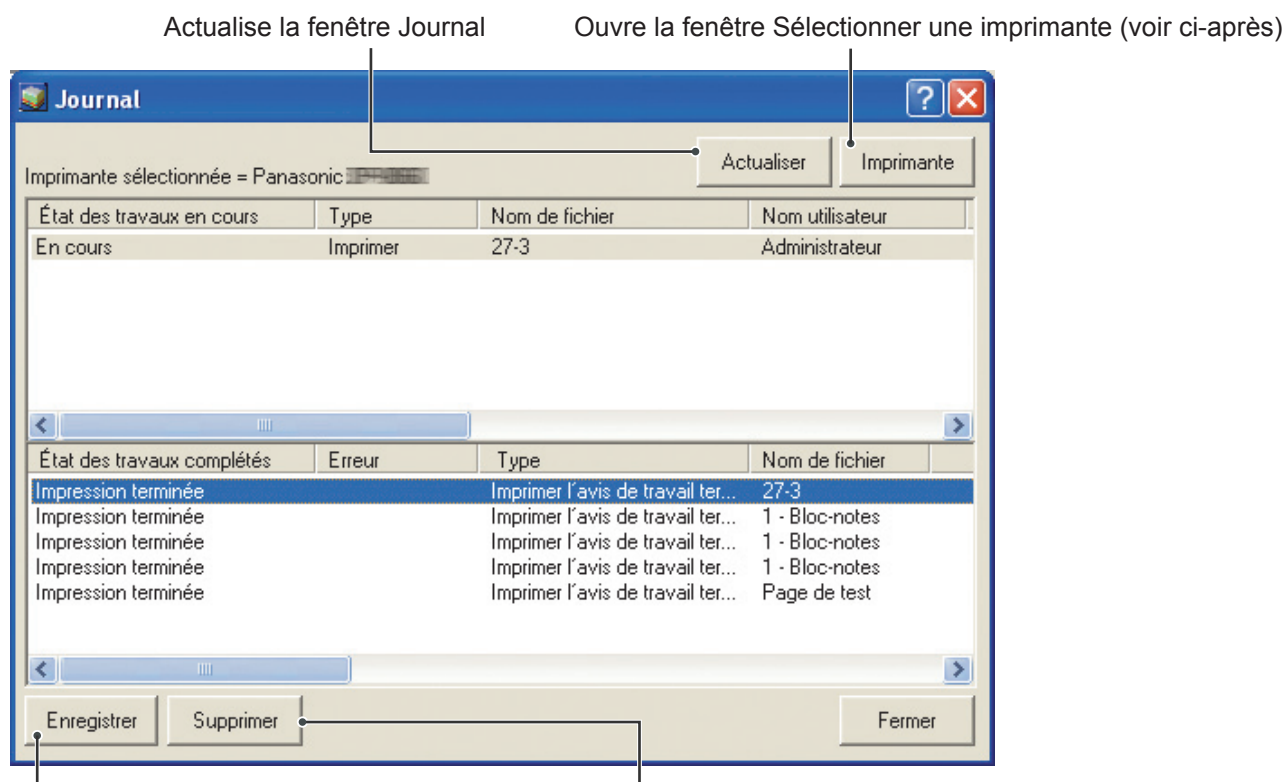 Actualise la fenêtre Journal
Ouvre la fenêtre Sélectionner une imprimante (voir ci-après)
Journal
Imprimante sélectionnée = Panasonic
Actualiser
Imprimante
État des travaux en cours Type Nom de fichier Nom utilisateur
En cours Imprimer 27-3 Administrateur
État des travaux complétés Erreur Type Nom de fichier
Impression terminée Imprimer l´avis de travail ter... 27-3
Impression terminée Imprimer l´avis de travail ter... 1 - Bloc-notes
Impression terminée Imprimer l´avis de travail ter... 1 - Bloc-notes
Impression terminée Imprimer l´avis de travail ter... 1 - Bloc-notes
Impression terminée Imprimer l´avis de travail ter... Page de test
Enregistrer
Supprimer
Fermer